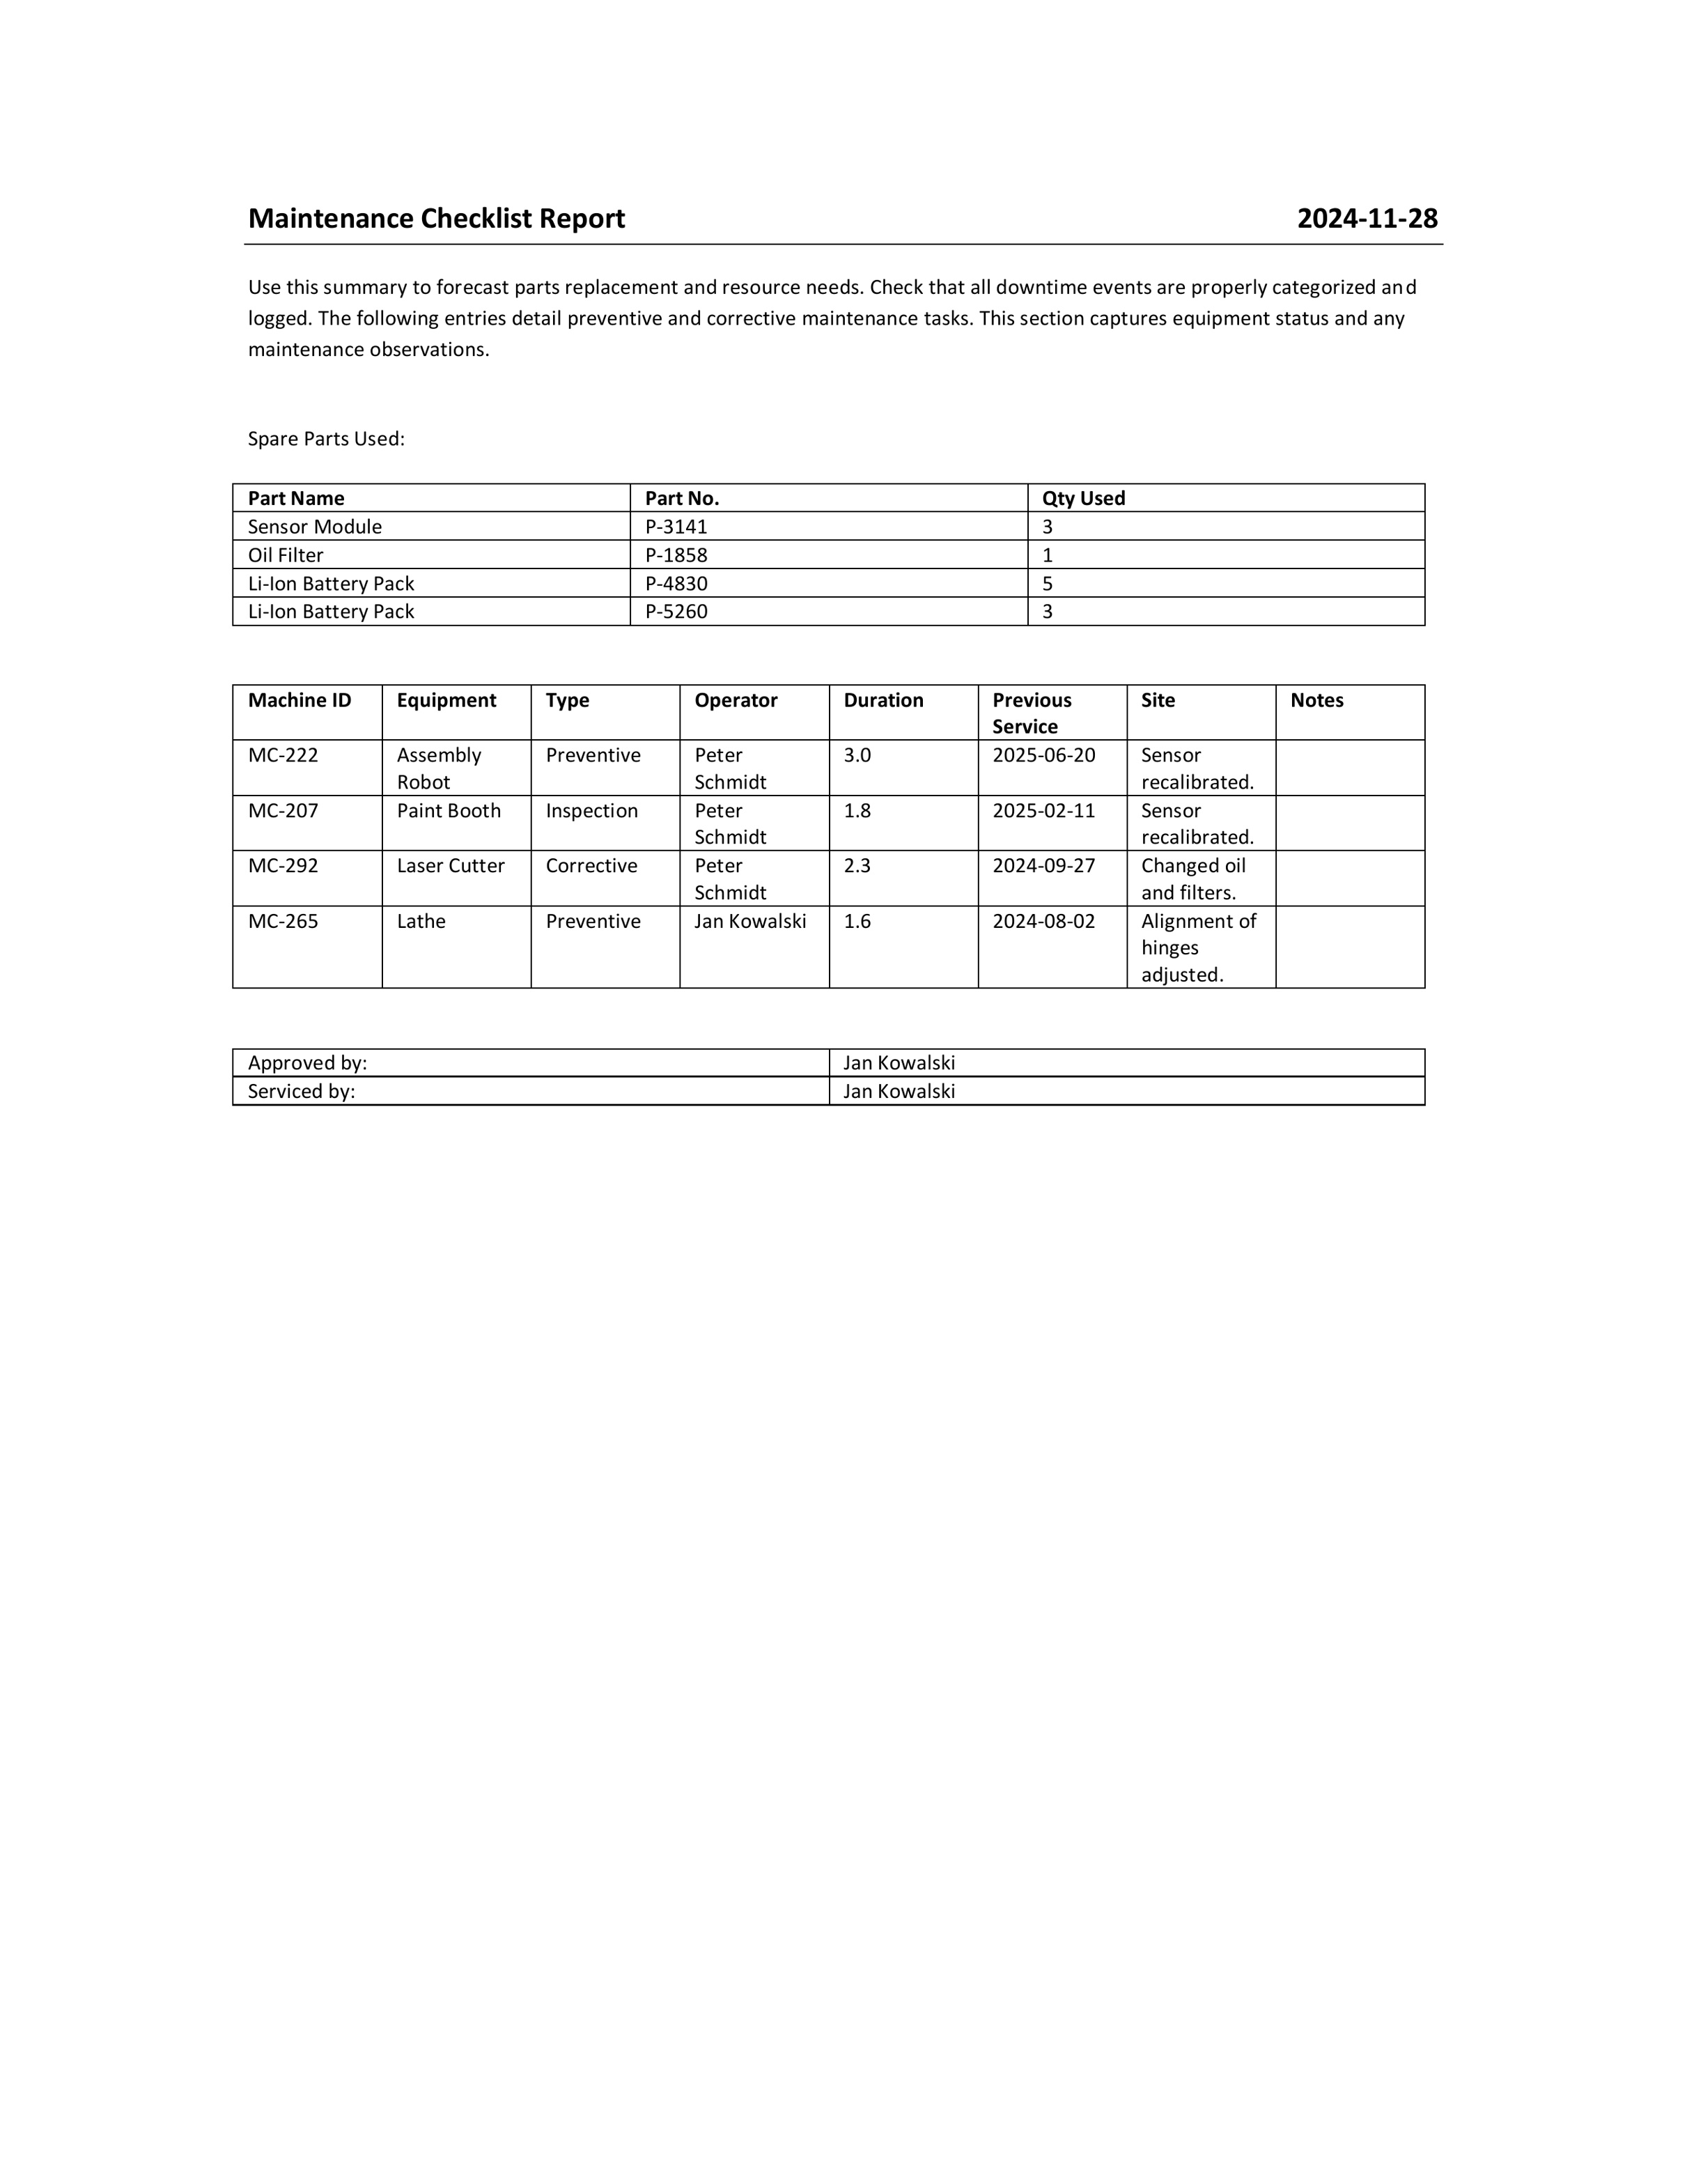 Maintenance Checklist Report 2024-11-28
Use this summary to forecast parts replacement and resource needs. Check that all downtime events are properly categorized and
logged. The following entries detail preventive and corrective maintenance tasks. This section captures equipment status and any
maintenance observations.
Spare Parts Used:
Part Name Part No. Qty Used
Sensor Module P-3141 3
Oil Filter P-1858 1
Li-Ion Battery Pack P-4830 5
Li-Ion Battery Pack P-5260 3
Machine ID Equipment Type Operator Duration Previous Site Notes
Service
MC-222 Assembly Preventive Peter 3.0 2025-06-20 Sensor
Robot Schmidt recalibrated.
MC-207 Paint Booth Inspection Peter 1.8 2025-02-11 Sensor
Schmidt recalibrated.
MC-292 Laser Cutter Corrective Peter 2.3 2024-09-27 Changed oil
Schmidt and filters.
MC-265 Lathe Preventive Jan Kowalski 1.6 2024-08-02 Alignment of
hinges
adjusted.
Approved by: Jan Kowalski
Serviced by: Jan Kowalski